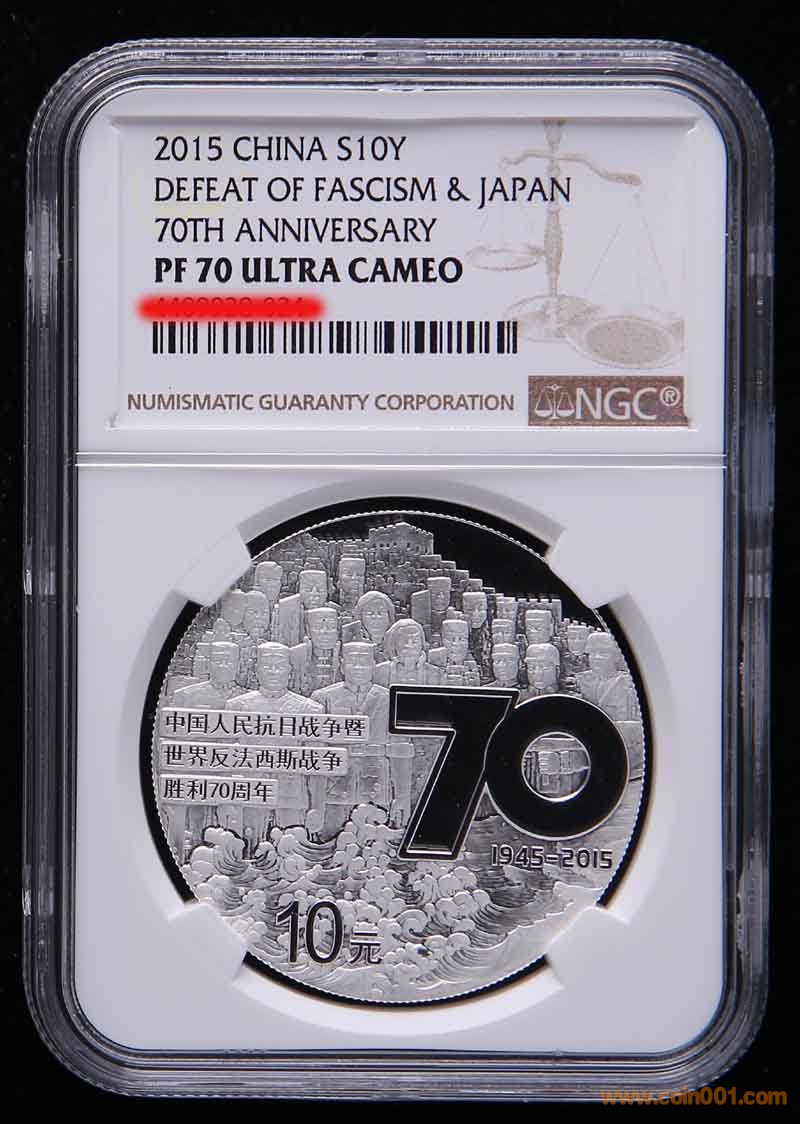 2015 CHINA S10Y
DEFEAT OF FASCISM & JAPAN
70TH ANNIVERSARY
PF 70 ULTRA CAMEO
NUMISMATIC GUARANTY CORPORATION
NGC®
中国人民抗日战争暨
世界反法西斯战争
胜利70周年
70
1945-2015
10元
www.coin001.com